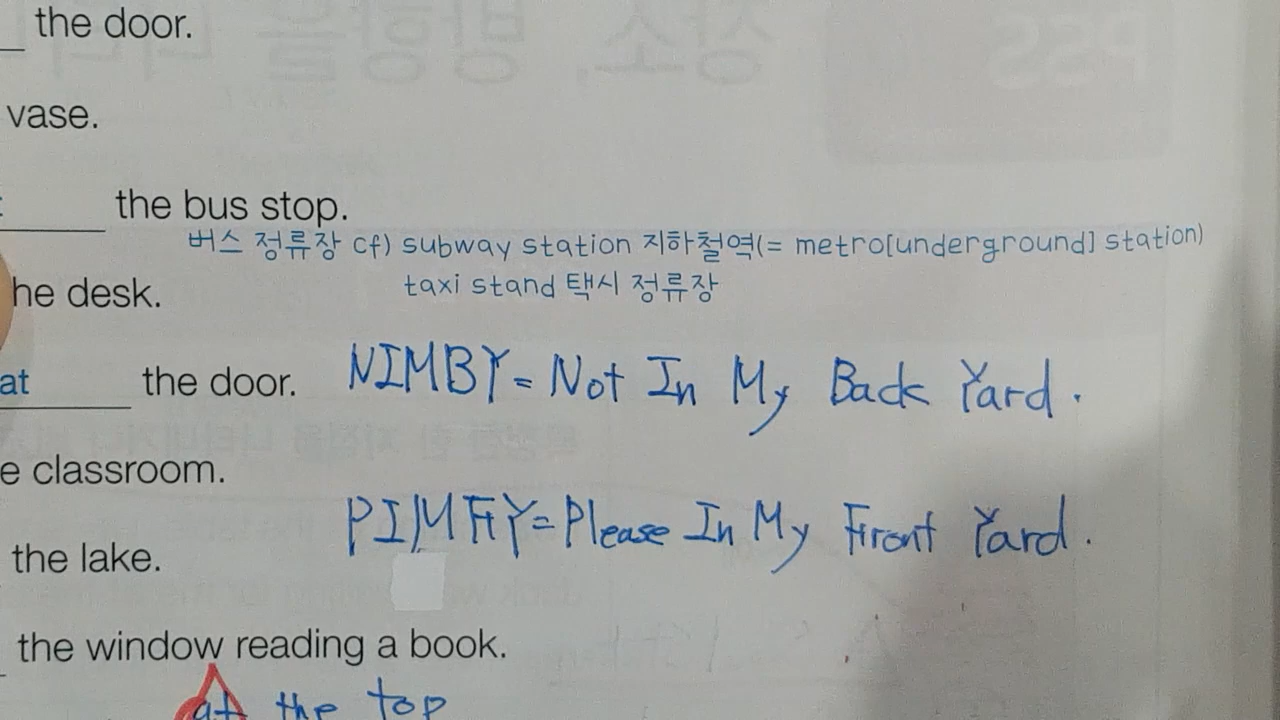 the door.
vase.
the bus stop.
버스 정류장 cf) subway station 지하철역(= metro[underground] station)
taxi stand 택시 정류장
he desk.
at the door. NIMBY = Not In My Back Yard.
e classroom.
PIMFY = Please In My Front Yard.
the lake.
the window reading a book.
at the top